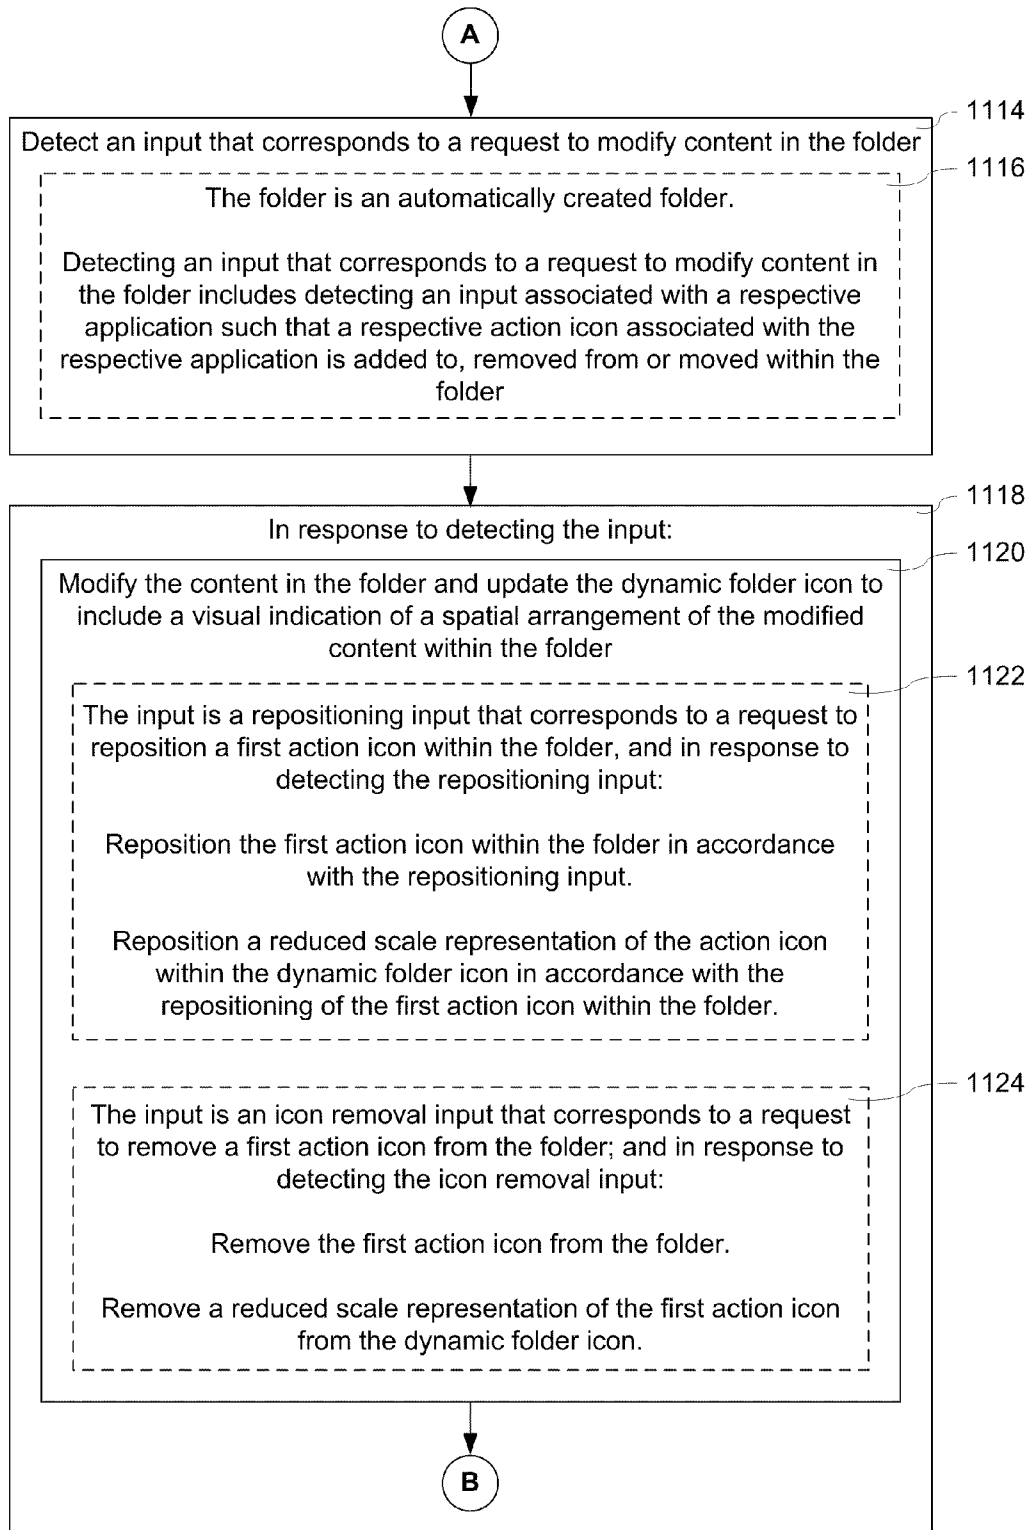 A
1114
Detect an input that corresponds to a request to modify content in the folder
1116
The folder is an automatically created folder.
Detecting an input that corresponds to a request to modify content in
the folder includes detecting an input associated with a respective
application such that a respective action icon associated with the
respective application is added to, removed from or moved within the
folder
1118
In response to detecting the input:
1120
Modify the content in the folder and update the dynamic folder icon to
include a visual indication of a spatial arrangement of the modified
content within the folder
1122
The input is a repositioning input that corresponds to a request to
reposition a first action icon within the folder, and in response to
detecting the repositioning input:
Reposition the first action icon within the folder in accordance
with the repositioning input.
Reposition a reduced scale representation of the action icon
within the dynamic folder icon in accordance with the
repositioning of the first action icon within the folder.
1124
The input is an icon removal input that corresponds to a request
to remove a first action icon from the folder; and in response to
detecting the icon removal input:
Remove the first action icon from the folder.
Remove a reduced scale representation of the first action icon
from the dynamic folder icon.
B